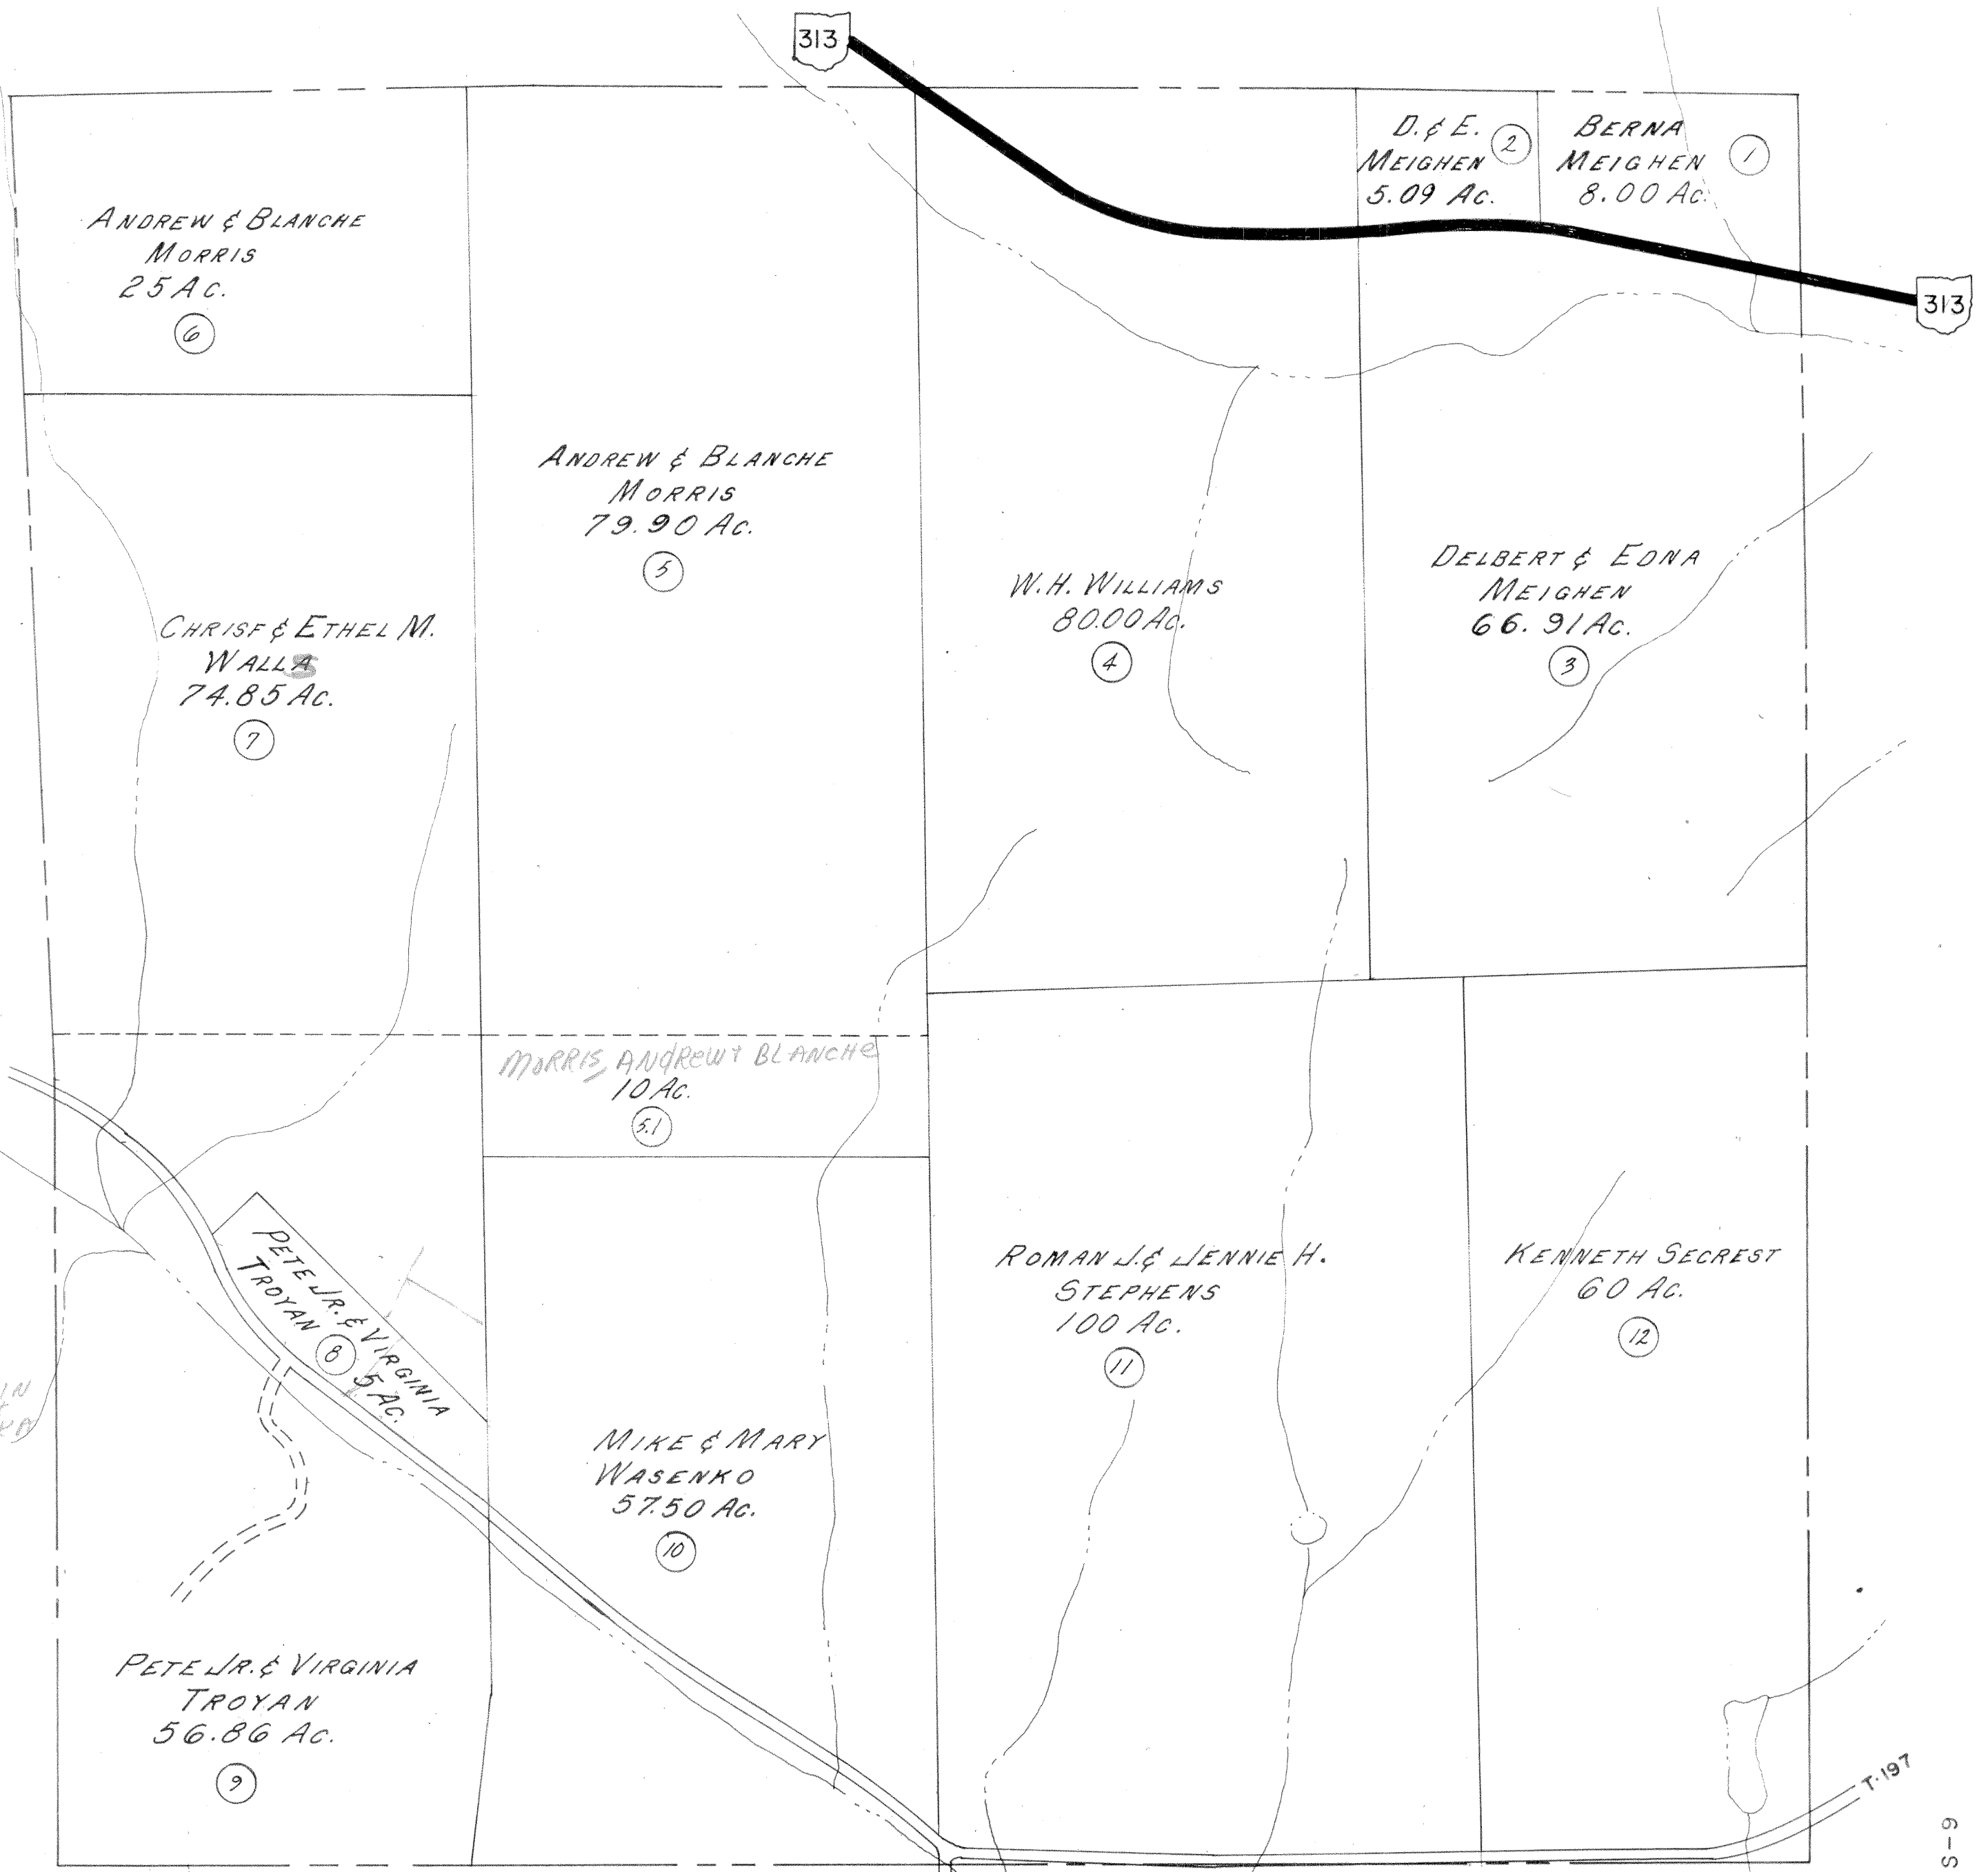 313
D. & E.
MEIGHEN
5.09 AC.
2
BERNA
MEIGHEN
8.00 AC.
1
313
ANDREW & BLANCHE
MORRIS
25 AC.
6
ANDREW & BLANCHE
MORRIS
79.90 AC.
5
W.H. WILLIAMS
80.00 AC.
4
DELBERT & EDNA
MEIGHEN
66.91 AC.
3
CHRISF & ETHEL M.
WALLS
74.85 AC.
7
MORRIS, ANDREW + BLANCHE
10 AC.
5.1
PETE JR. & VIRGINIA
TROYAN
8
5 AC.
ROMAN J. & JENNIE H.
STEPHENS
100 AC.
11
KENNETH SECREST
60 AC.
12
MIKE & MARY
WASENKO
57.50 AC.
10
PETE JR. & VIRGINIA
TROYAN
56.86 AC.
9
T-197
S-9